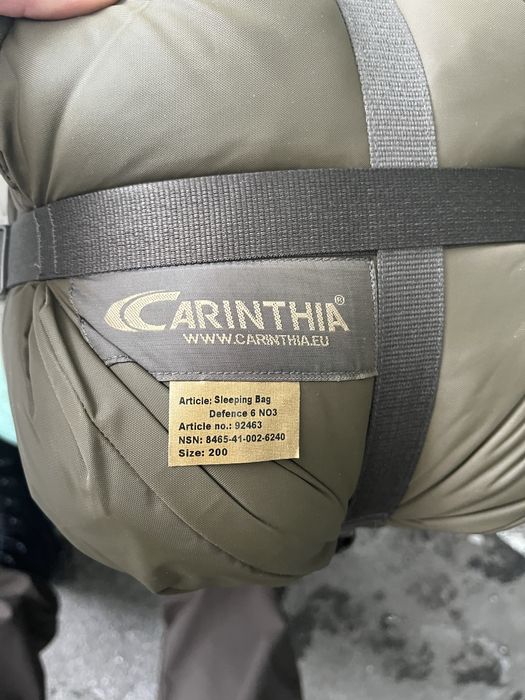 CARINTHIA®
WWW.CARINTHIA.EU
Article: Sleeping Bag
Defence 6 NO3
Article no.: 92463
NSN: 8465-41-002-6240
Size: 200